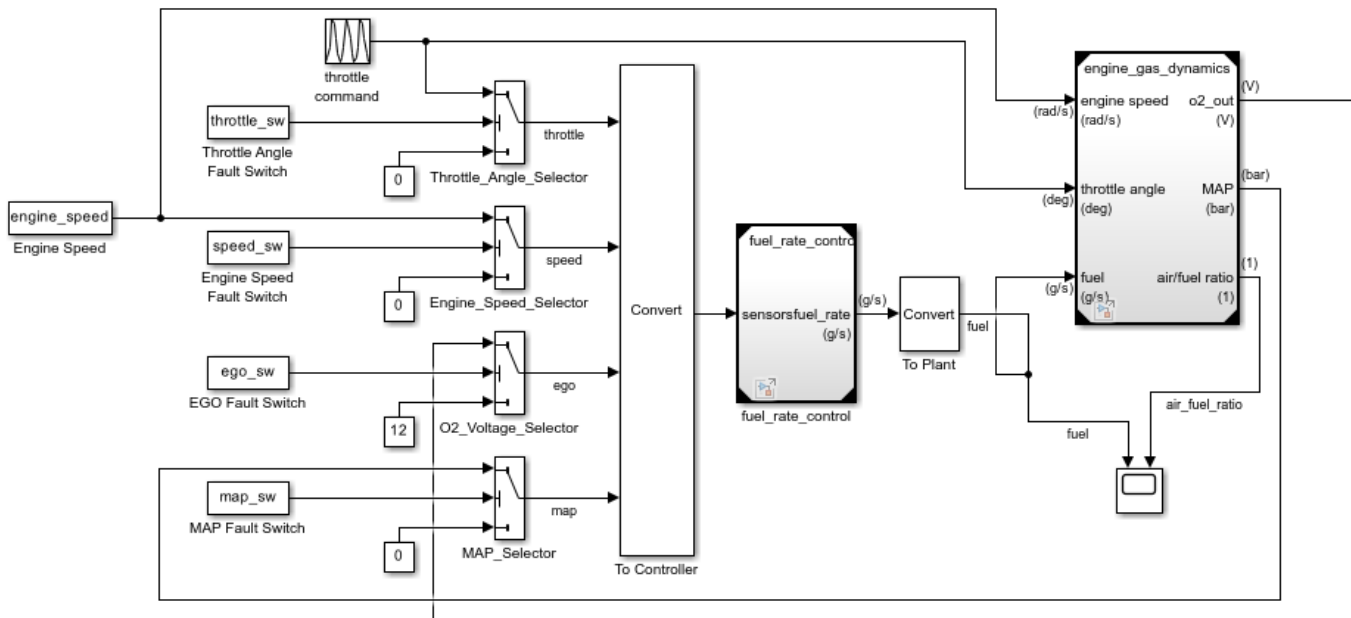 throttle
command
throttle_sw
Throttle Angle
Fault Switch
0
Throttle_Angle_Selector
throttle
engine_speed
Engine Speed
speed_sw
Engine Speed
Fault Switch
0
Engine_Speed_Selector
speed
ego_sw
EGO Fault Switch
12
O2_Voltage_Selector
ego
map_sw
MAP Fault Switch
0
MAP_Selector
map
Convert
To Controller
fuel_rate_contro
sensorsfuel_rate
(g/s)
fuel_rate_control
(g/s)
Convert
To Plant
fuel
engine_gas_dynamics
(rad/s)
engine speed
(rad/s)
o2_out
(V)
(V)
(deg)
throttle angle
(deg)
MAP
(bar)
(bar)
(g/s)
fuel
(g/s)
air/fuel ratio
(1)
(1)
air_fuel_ratio
fuel